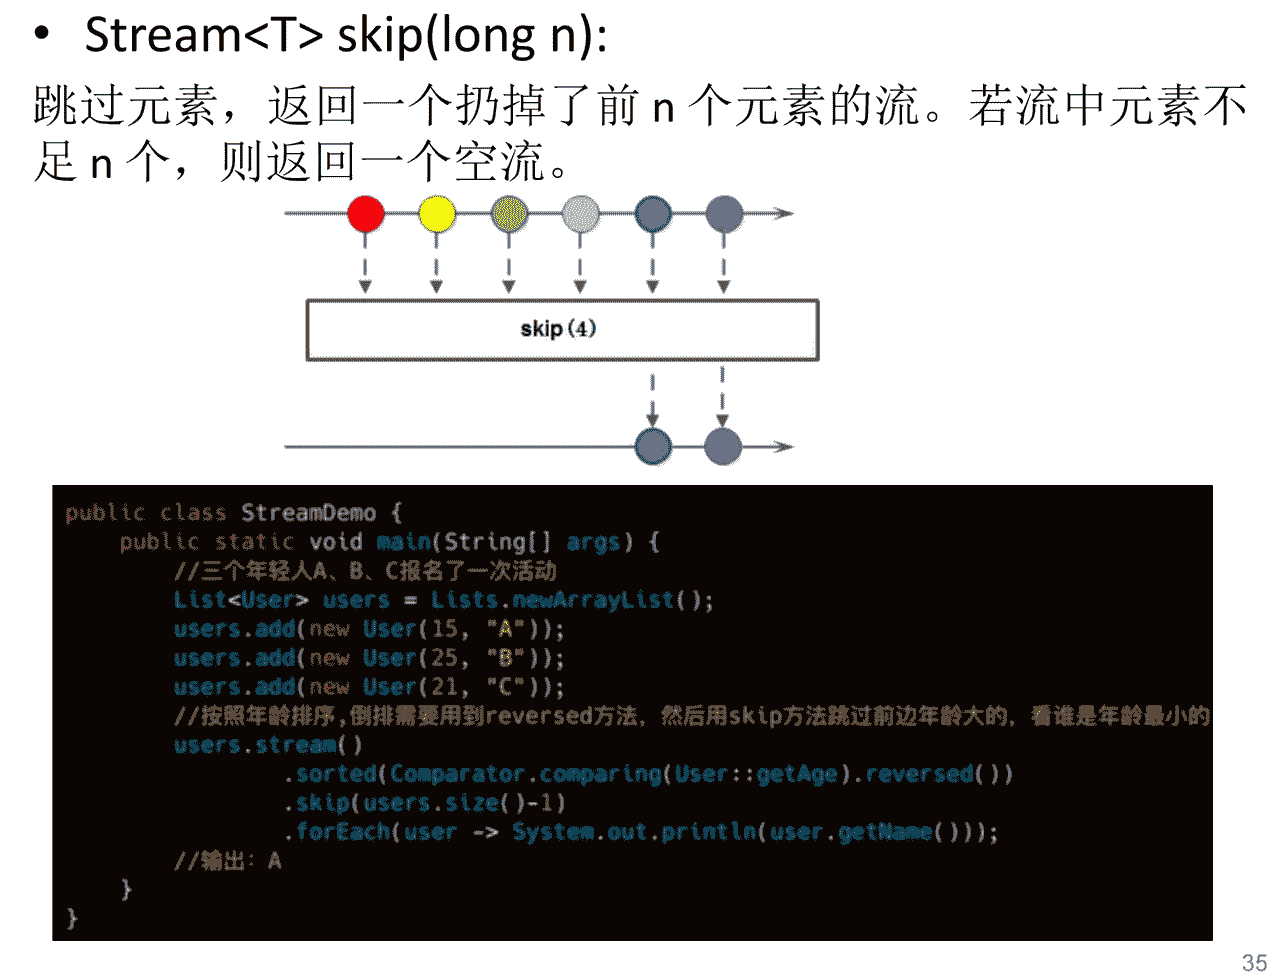 • Stream<T> skip(long n):
跳过元素，返回一个扔掉了前 n 个元素的流。若流中元素不
足 n 个，则返回一个空流。
skip(4)
public class StreamDemo {
    public static void main(String[] args) {
        //三个年轻人A、B、C报名了一次活动
        List<User> users = Lists.newArrayList();
        users.add(new User(15, "A"));
        users.add(new User(25, "B"));
        users.add(new User(21, "C"));
        //按照年龄排序,倒排需要用到reversed方法，然后用skip方法跳过前边年龄大的，看谁是年龄最小的
        users.stream()
                .sorted(Comparator.comparing(User::getAge).reversed())
                .skip(users.size()-1)
                .forEach(user -> System.out.println(user.getName()));
        //输出：A
    }
}
35